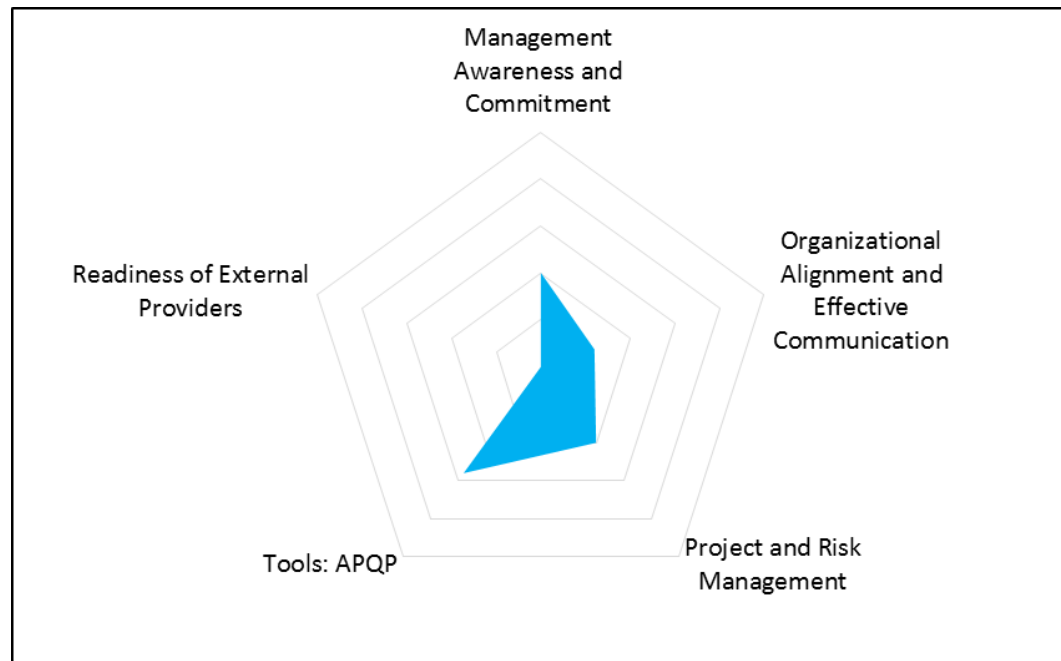 Management
Awareness and
Commitment
Organizational
Alignment and
Effective
Communication
Readiness of External
Providers
Project and Risk
Management
Tools: APQP